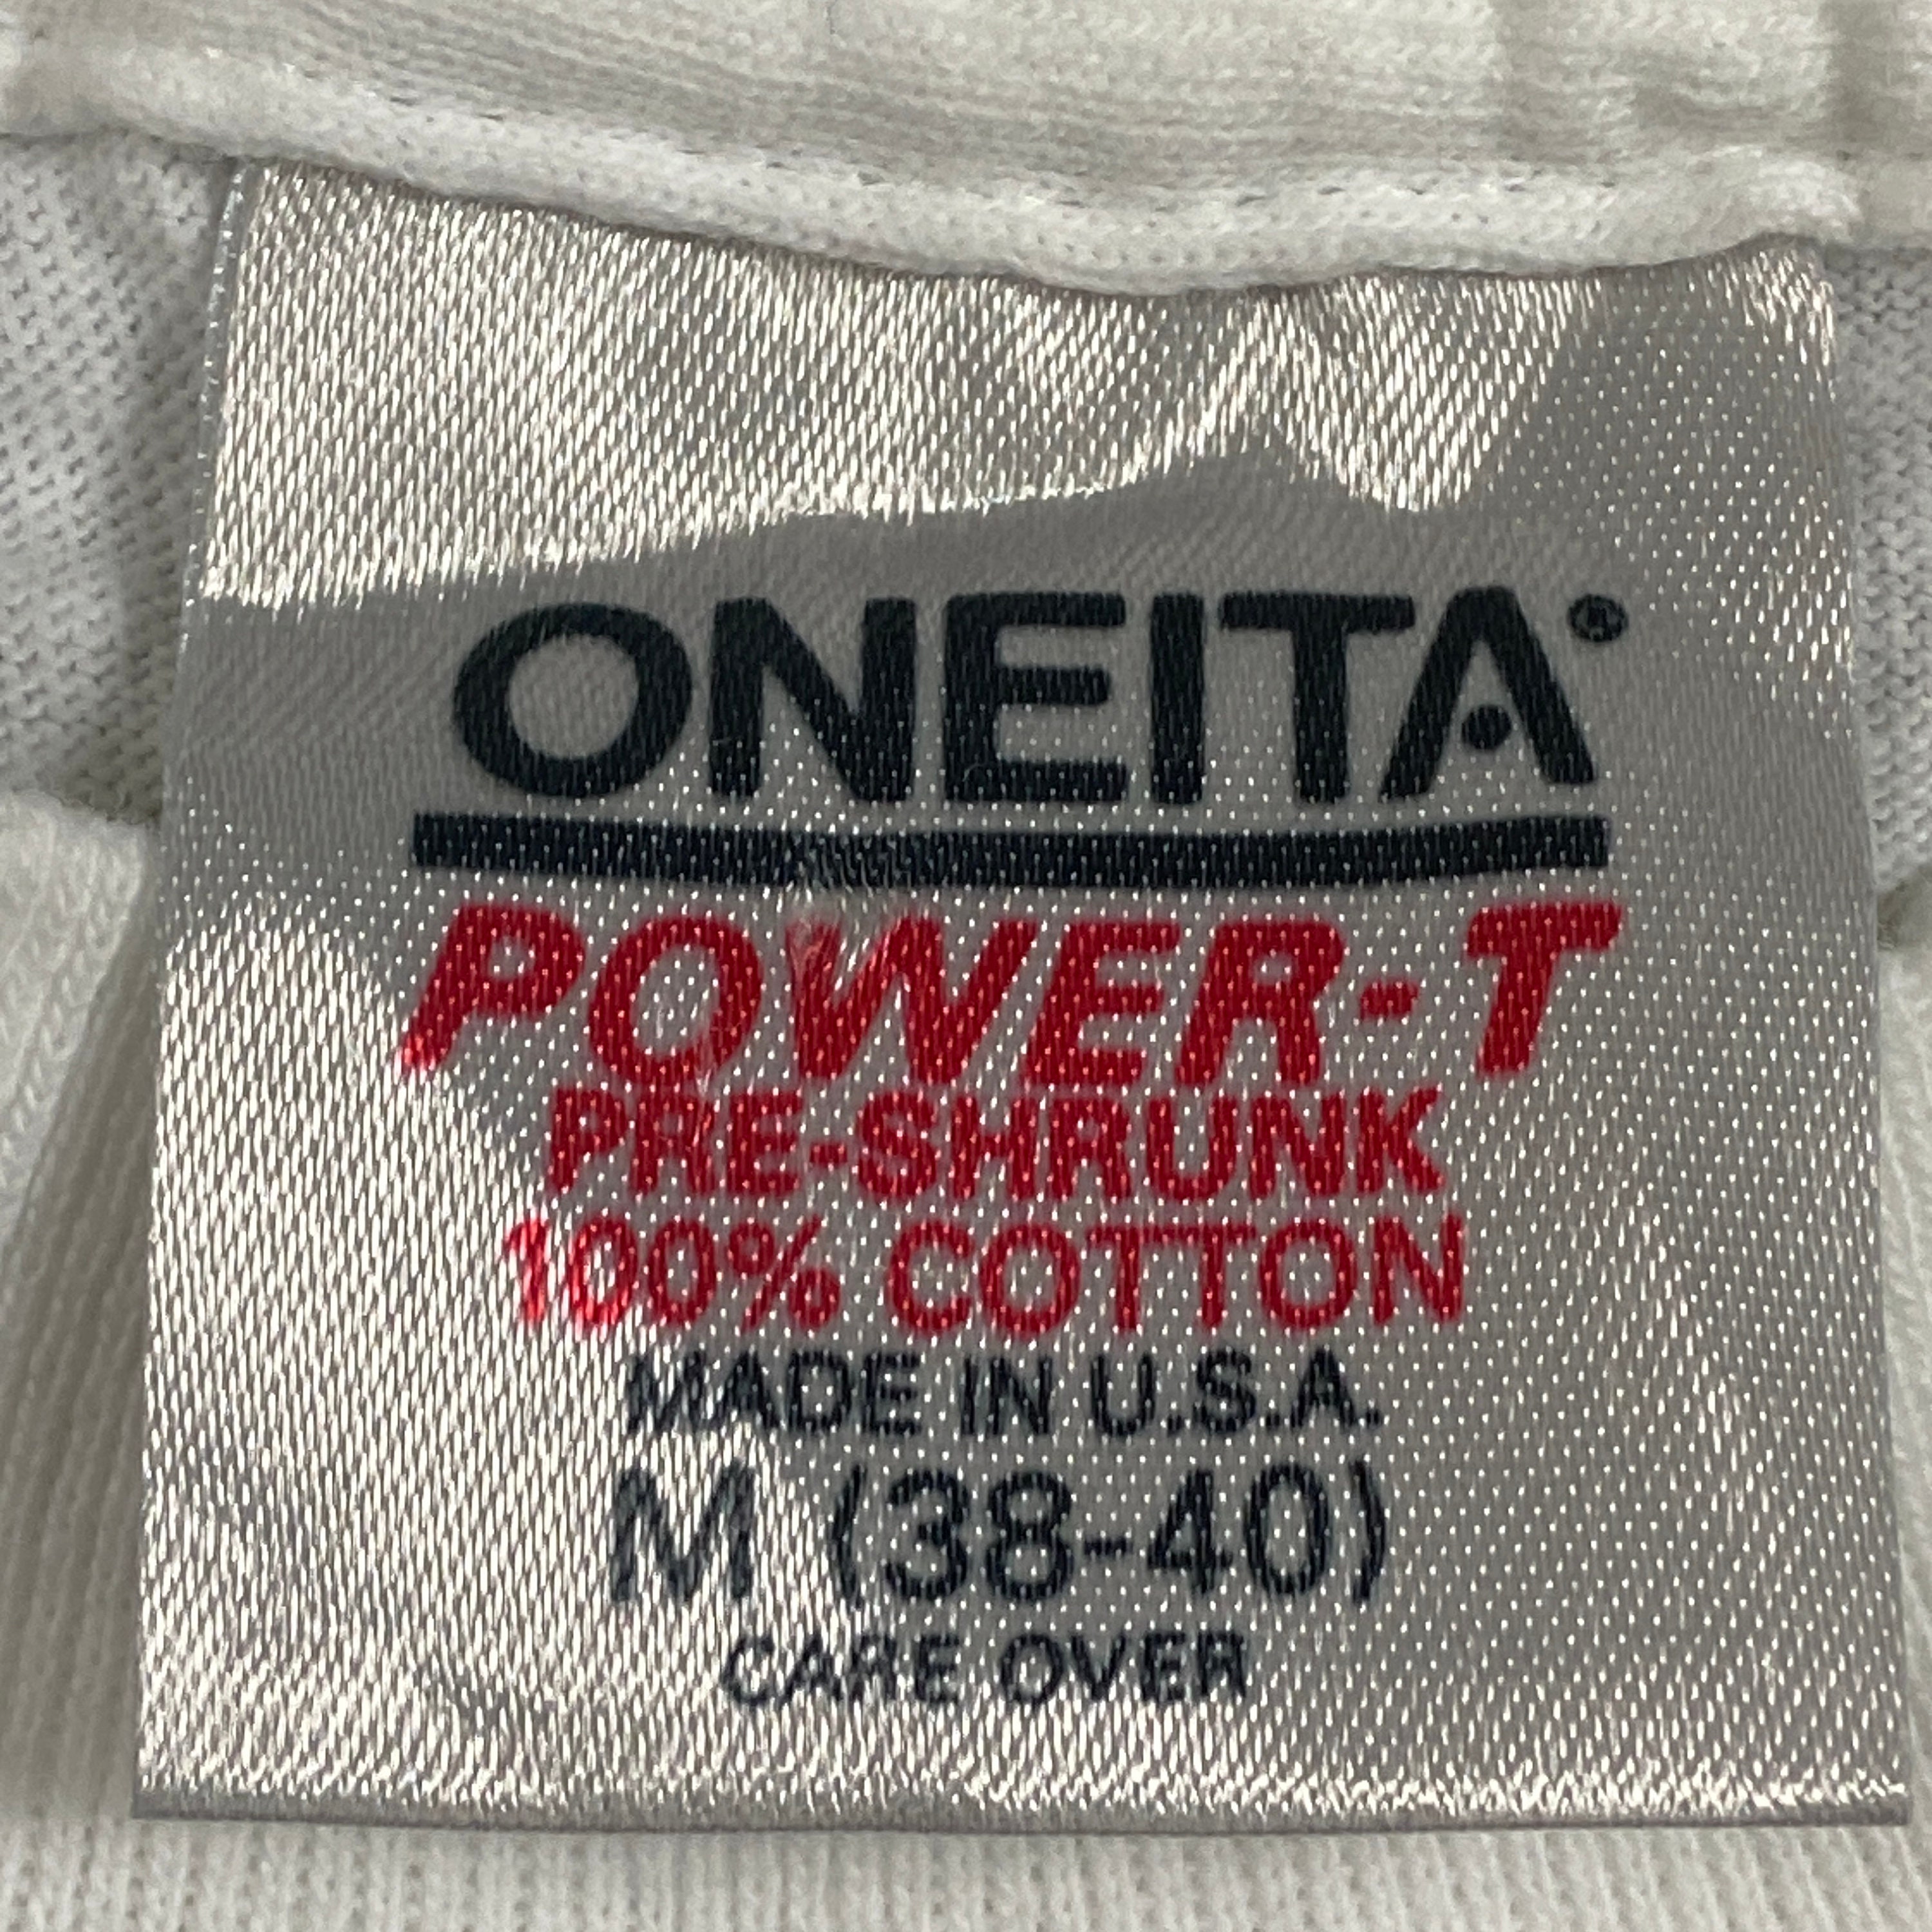 ONEITA®
POWER-T
PRE-SHRUNK
100% COTTON
MADE IN U.S.A.
M (38-40)
CARE OVER